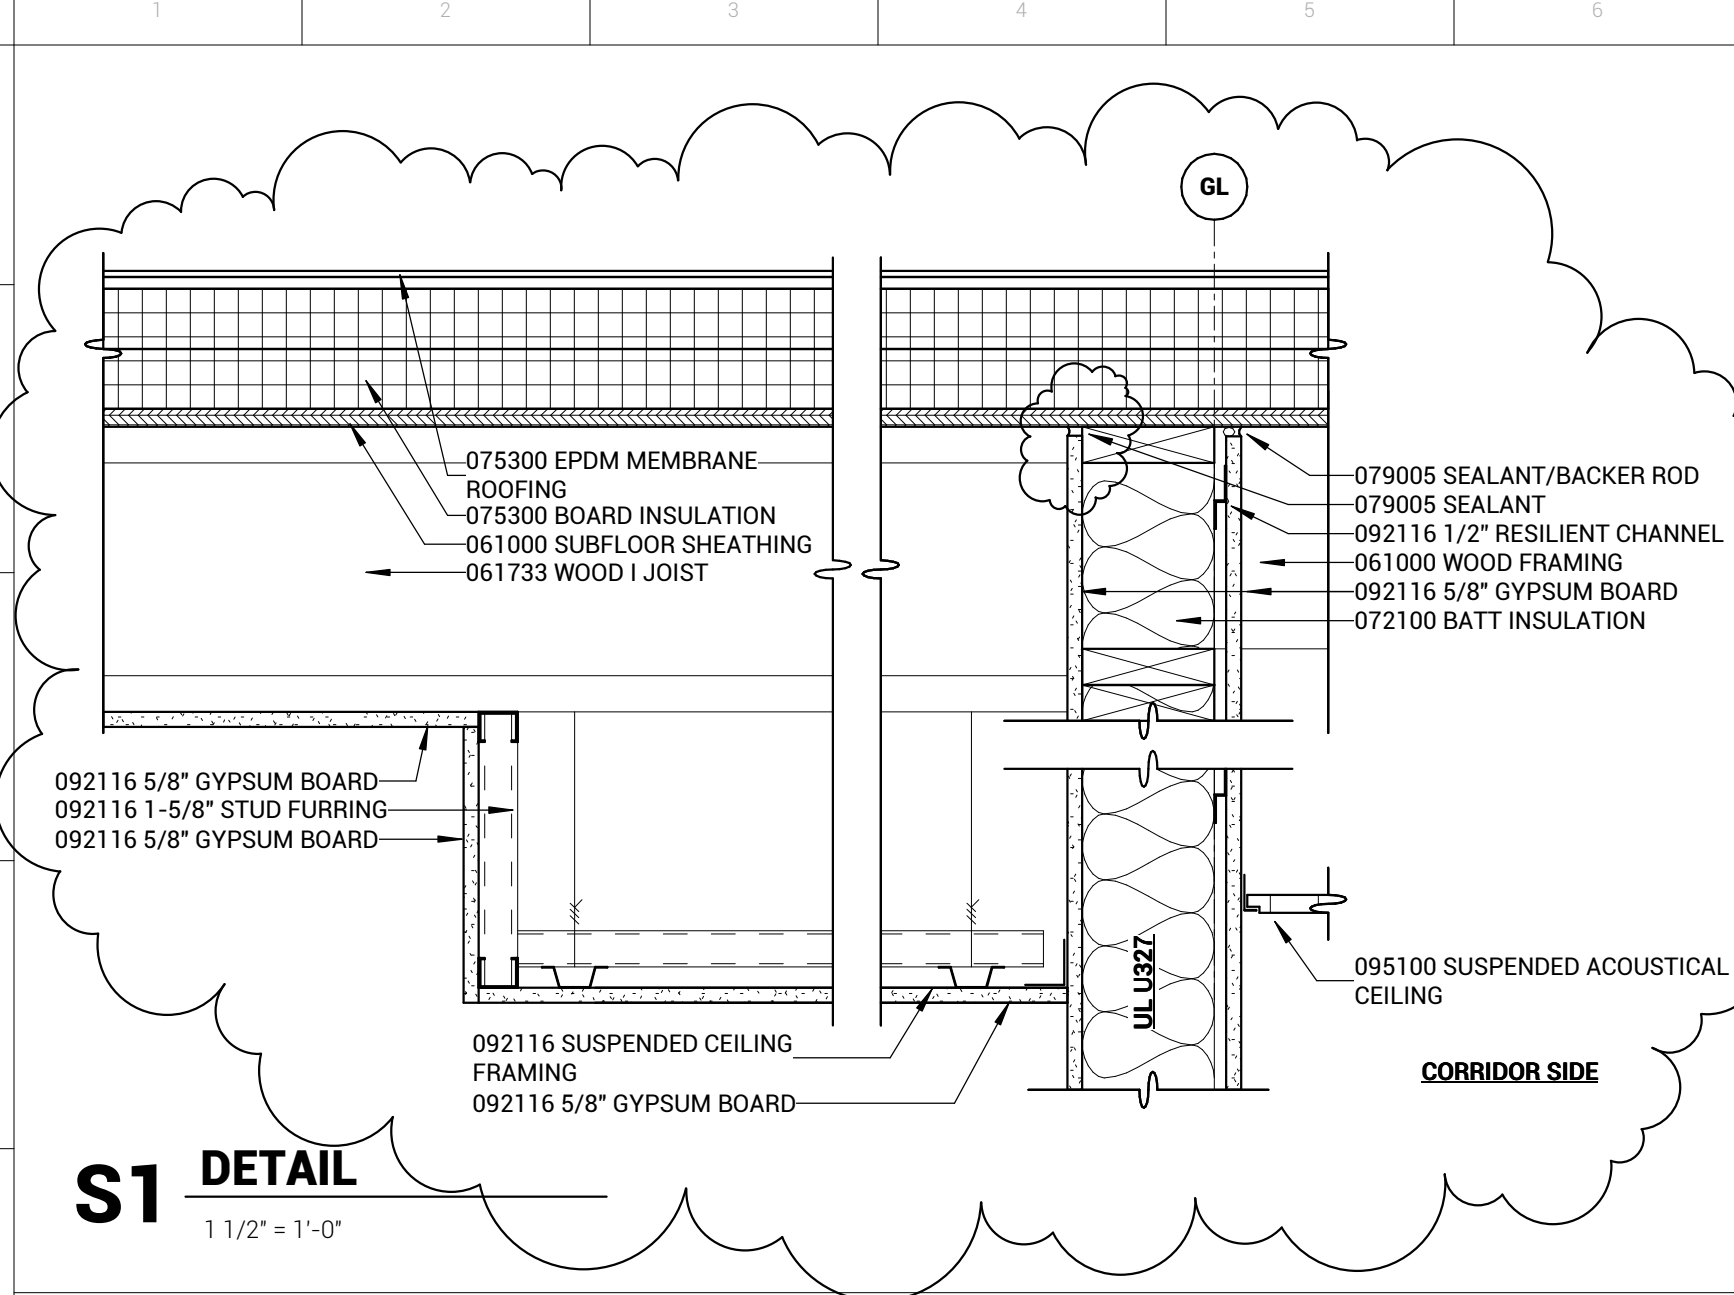 1 2 3 4 5 6
GL
075300 EPDM MEMBRANE
ROOFING
075300 BOARD INSULATION
061000 SUBFLOOR SHEATHING
061733 WOOD I JOIST
079005 SEALANT/BACKER ROD
079005 SEALANT
092116 1/2" RESILIENT CHANNEL
061000 WOOD FRAMING
092116 5/8" GYPSUM BOARD
072100 BATT INSULATION
092116 5/8" GYPSUM BOARD
092116 1-5/8" STUD FURRING
092116 5/8" GYPSUM BOARD
UL U327
095100 SUSPENDED ACOUSTICAL
CEILING
092116 SUSPENDED CEILING
FRAMING
092116 5/8" GYPSUM BOARD
CORRIDOR SIDE
S1 DETAIL
1 1/2" = 1'-0"